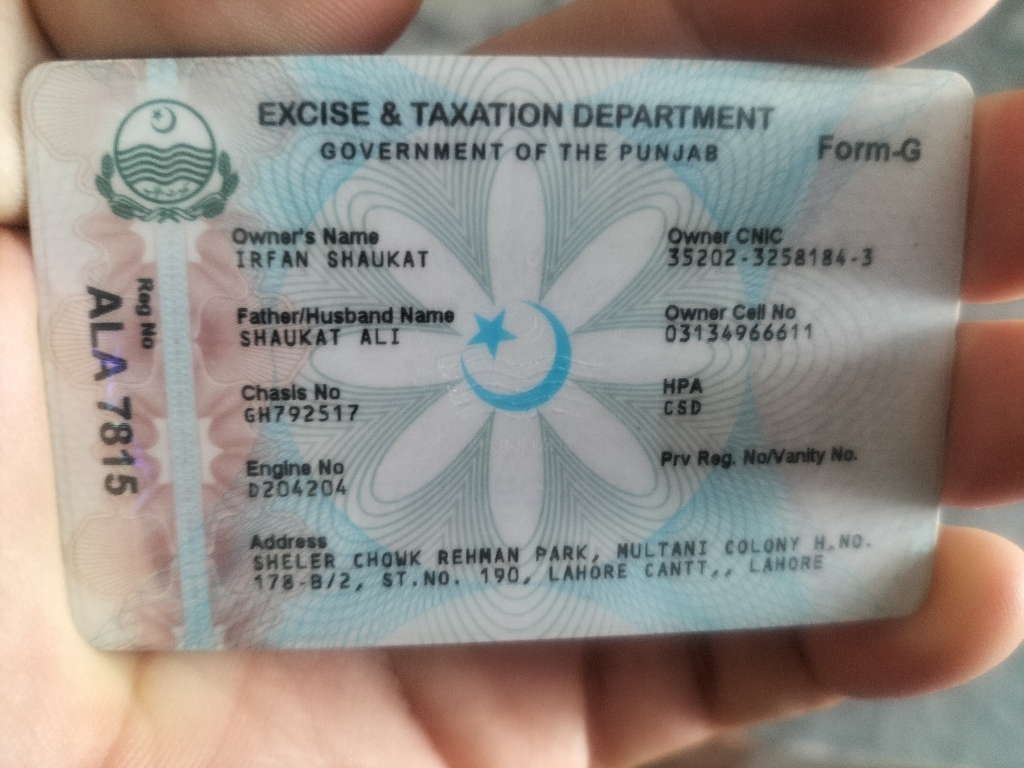 EXCISE & TAXATION DEPARTMENT
GOVERNMENT OF THE PUNJAB
Form-G
Owner's Name
IRFAN SHAUKAT
Owner CNIC
35202-3258184-3
Father/Husband Name
SHAUKAT ALI
Owner Cell No
03134966611
Chasis No
GH792517
HPA
CSD
Engine No
D204204
Prv Reg. No/Vanity No.
Address
SHELER CHOWK REHMAN PARK, MULTANI COLONY H.NO.
178-B/2, ST.NO. 190, LAHORE CANTT,, LAHORE
Reg No
ALA 7815